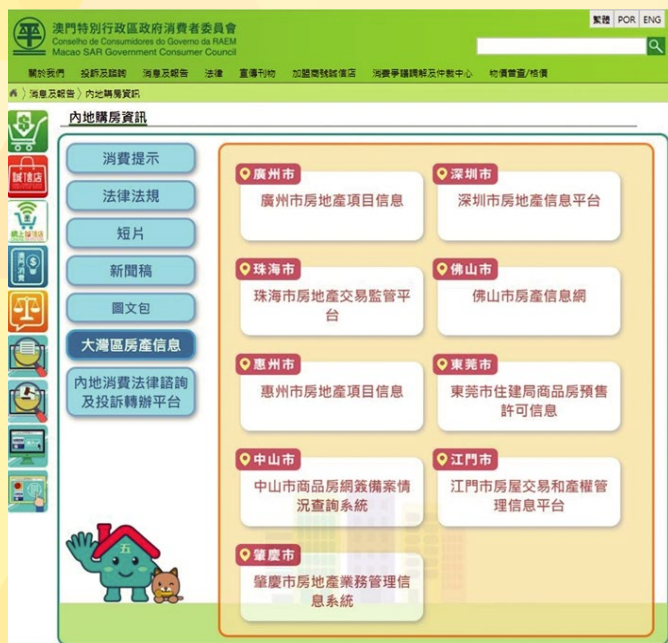 繁體 POR ENG
澳門特別行政區政府消費者委員會
Conselho de Consumidores do Governo da RAEM
Macao SAR Government Consumer Council
關於我們 投訴及諮詢 消息及報告 法律 宣傳刊物 加盟商號誠信店 消費爭議調解及仲裁中心 物價普查/格價
消息及報告 〉內地購房資訊
內地購房資訊
誠信店
網上誠信店
澳門消費
消費提示
法律法規
短片
新聞稿
圖文包
大灣區房產信息
內地消費法律諮詢
及投訴轉辦平台
五
廣州市
廣州市房地產項目信息
深圳市
深圳市房地產信息平台
珠海市
珠海市房地產交易監管平
台
佛山市
佛山市房產信息網
惠州市
惠州市房地產項目信息
東莞市
東莞市住建局商品房預售
許可信息
中山市
中山市商品房網簽備案情
況查詢系統
江門市
江門市房屋交易和產權管
理信息平台
肇慶市
肇慶市房地產業務管理信
息系統